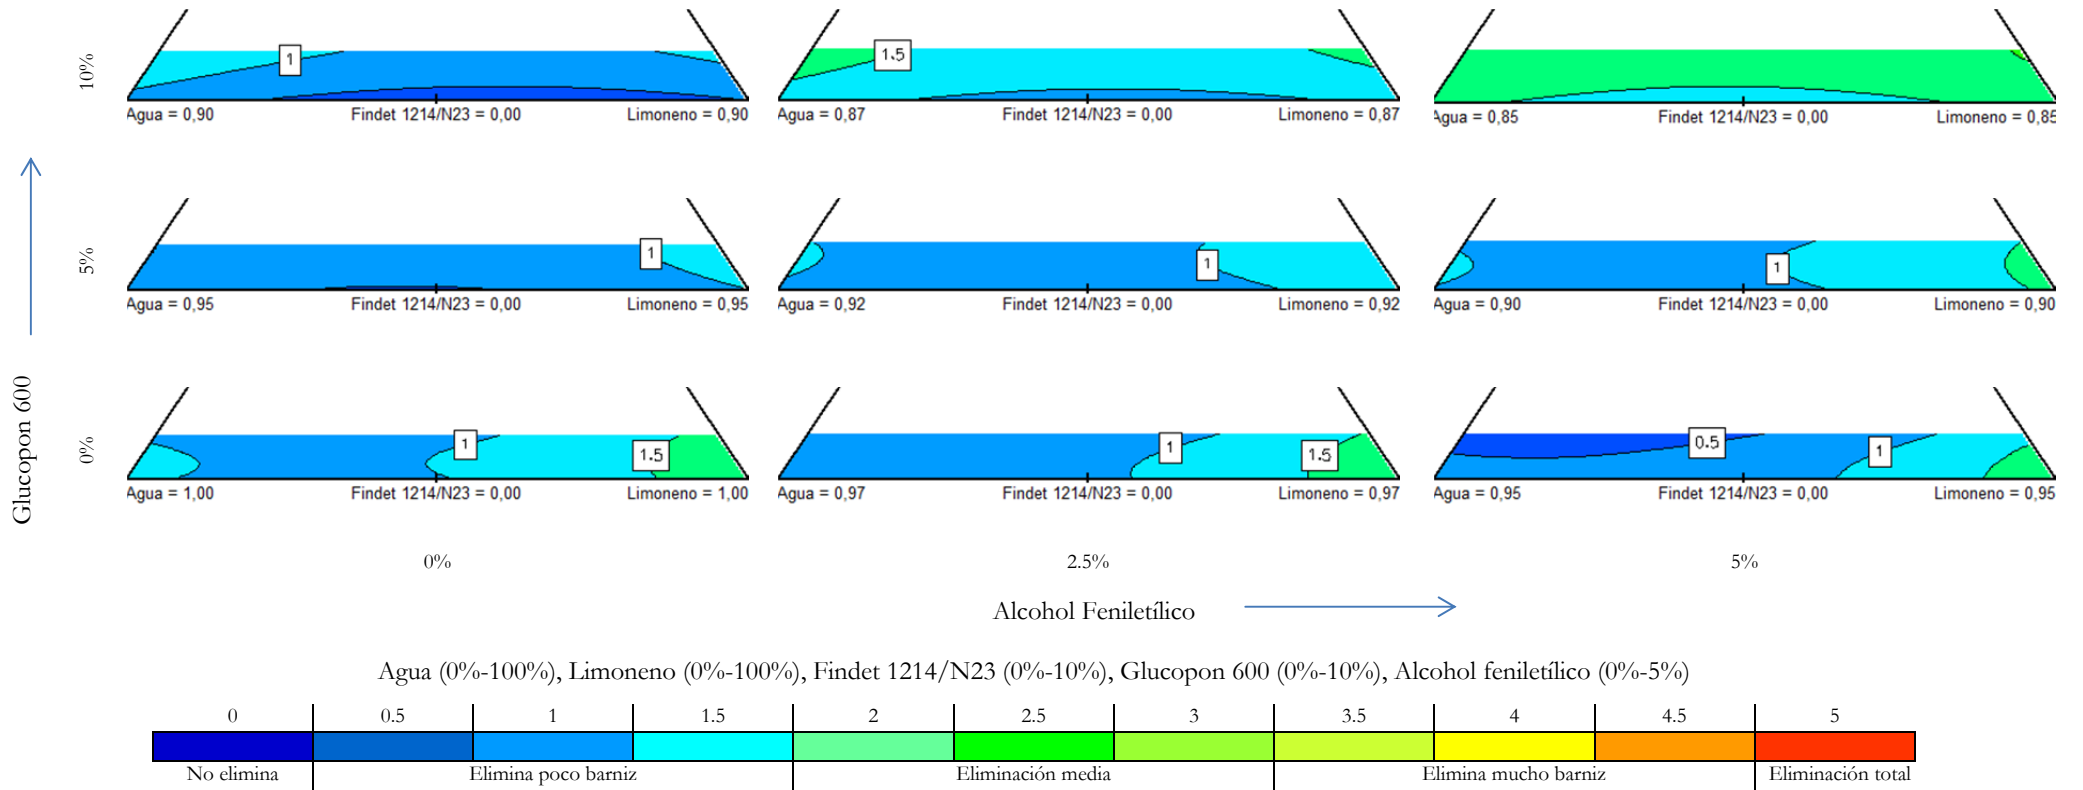 10%
1
Agua = 0,90 Findet 1214/N23 = 0,00 Limoneno = 0,90
1.5
Agua = 0,87 Findet 1214/N23 = 0,00 Limoneno = 0,87
Agua = 0,85 Findet 1214/N23 = 0,00 Limoneno = 0,85
5%
1
Agua = 0,95 Findet 1214/N23 = 0,00 Limoneno = 0,95
1
Agua = 0,92 Findet 1214/N23 = 0,00 Limoneno = 0,92
1
Agua = 0,90 Findet 1214/N23 = 0,00 Limoneno = 0,90
Glucopon 600
0%
1 1.5
Agua = 1,00 Findet 1214/N23 = 0,00 Limoneno = 1,00
1 1.5
Agua = 0,97 Findet 1214/N23 = 0,00 Limoneno = 0,97
0.5 1
Agua = 0,95 Findet 1214/N23 = 0,00 Limoneno = 0,95
0% 2.5% 5%
Alcohol Feniletílico
Agua (0%-100%), Limoneno (0%-100%), Findet 1214/N23 (0%-10%), Glucopon 600 (0%-10%), Alcohol feniletílico (0%-5%)
0 0.5 1 1.5 2 2.5 3 3.5 4 4.5 5
No elimina Elimina poco barniz Eliminación media Elimina mucho barniz Eliminación total